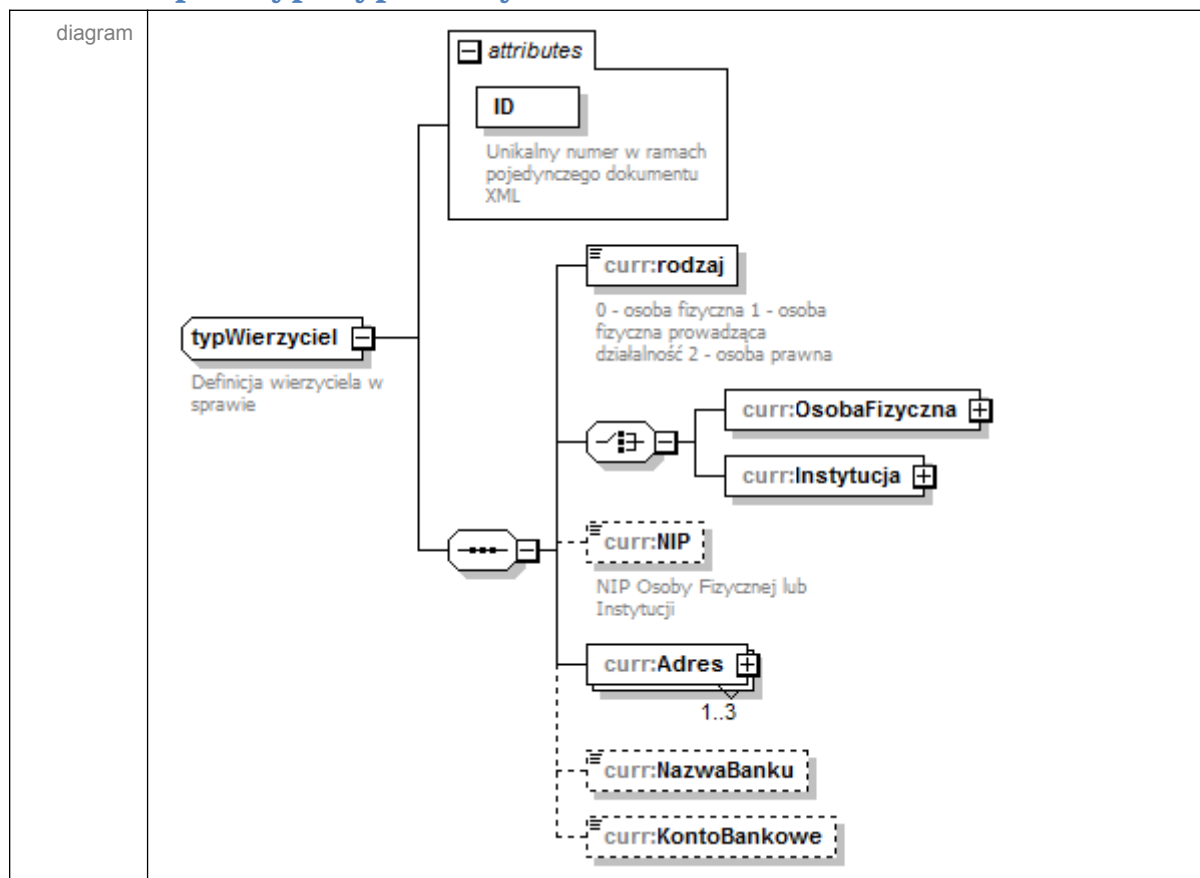 diagram
attributes
ID
Unikalny numer w ramach
pojedynczego dokumentu
XML
curr:rodzaj
0 - osoba fizyczna 1 - osoba
fizyczna prowadząca
działalność 2 - osoba prawna
typWierzyciel
Definicja wierzyciela w
sprawie
curr:OsobaFizyczna
curr:Instytucja
curr:NIP
NIP Osoby Fizycznej lub
Instytucji
curr:Adres
1..3
curr:NazwaBanku
curr:KontoBankowe